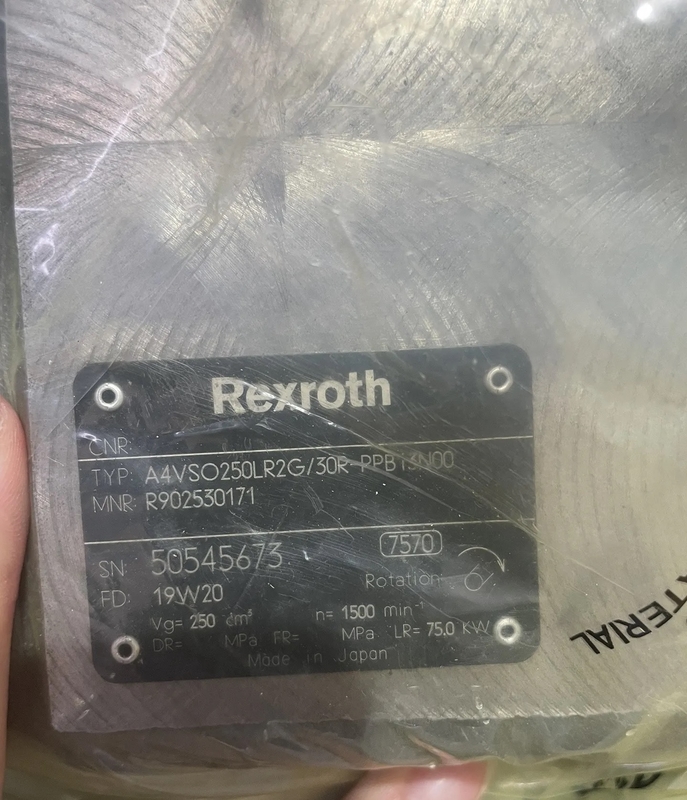 Rexroth
CNR:
TYP: A4VSO250LR2G/30R-PPB13N00
MNR: R902530171
SN: 50545673 7570
FD: 19W20 Rotation:
Vg= 250 cm³ n= 1500 min⁻¹
DR= MPa FR= MPa LR= 75.0 KW
Made in Japan